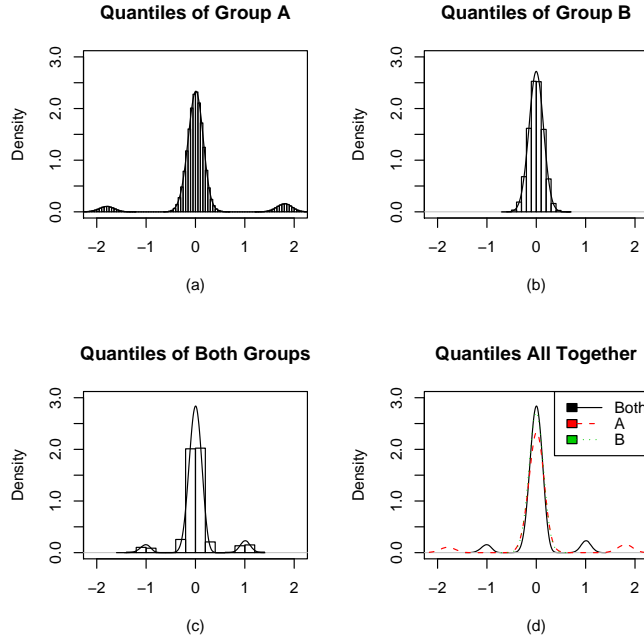 Quantiles of Group A
Density
3.0
2.0
1.0
0.0
−2 −1 0 1 2
(a)
Quantiles of Group B
Density
3.0
2.0
1.0
0.0
−2 −1 0 1 2
(b)
Quantiles of Both Groups
Density
3.0
2.0
1.0
0.0
−2 −1 0 1 2
(c)
Quantiles All Together
Density
3.0
2.0
1.0
0.0
−2 −1 0 1 2
(d)
Both
A
B